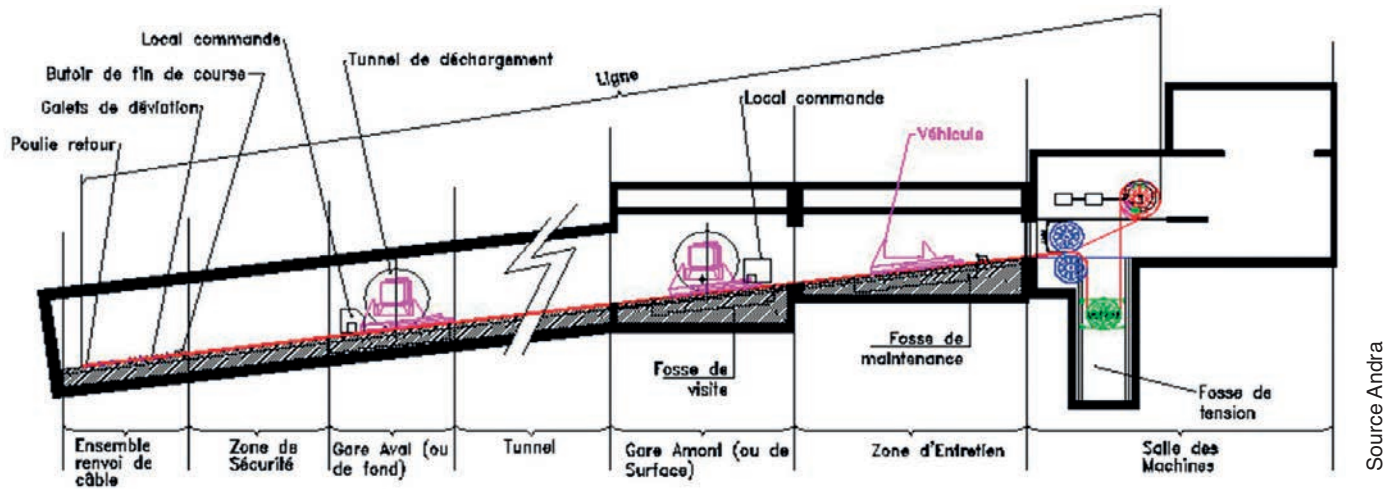 Local commande
Tunnel de déchargement
Butoir de fin de course
Galets de déviation
Poulie retour
Ligne
Local commande
Véhicule
Fosse de
visite
Fosse de
maintenance
Fosse de
tension
Ensemble
renvoi de
câble
Zone de
Sécurité
Gare Aval (ou
de fond)
Tunnel
Gare Amont (ou de
Surface)
Zone d'Entretien
Salle des
Machines
Source Andra